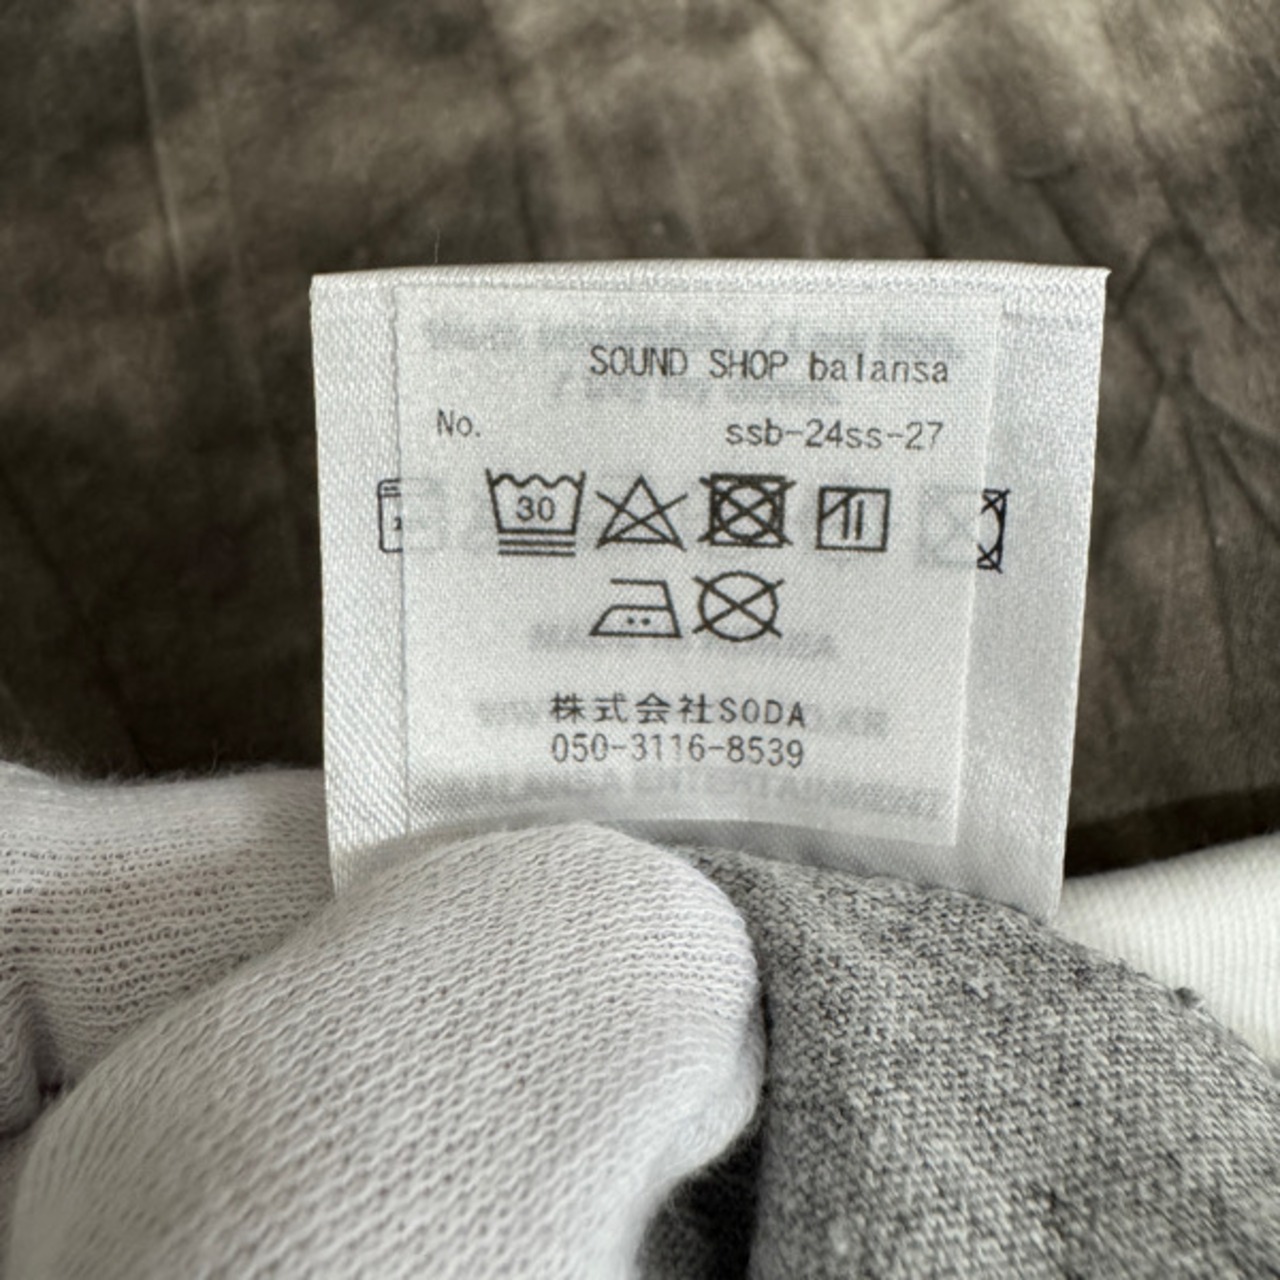 SOUND SHOP balansa
No. ssb-24ss-27
30
株式会社SODA
050-3116-8539